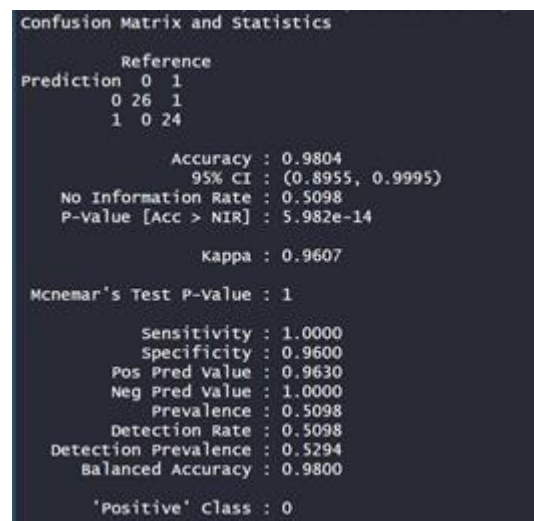 Confusion Matrix and Statistics
Reference
Prediction 0 1
0 26 1
1 0 24
Accuracy : 0.9804
95% CI : (0.8955, 0.9995)
No Information Rate : 0.5098
P-Value [Acc > NIR] : 5.982e-14
Kappa : 0.9607
Mcnemar's Test P-Value : 1
Sensitivity : 1.0000
Specificity : 0.9600
Pos Pred Value : 0.9630
Neg Pred Value : 1.0000
Prevalence : 0.5098
Detection Rate : 0.5098
Detection Prevalence : 0.5294
Balanced Accuracy : 0.9800
'Positive' Class : 0